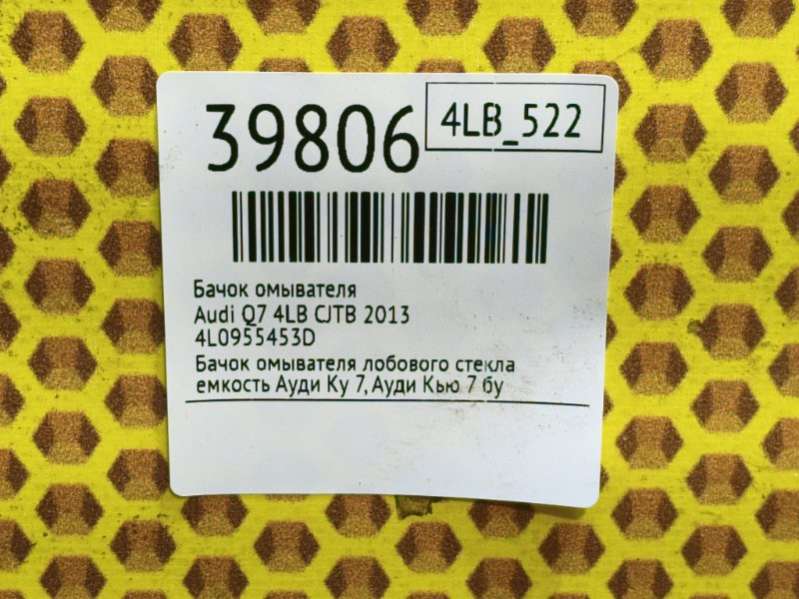 39806
4LB_522
Бачок омывателя
Audi Q7 4LB CJTB 2013
4L0955453D
Бачок омывателя лобового стекла
емкость Ауди Ку 7, Ауди Кью 7 бу